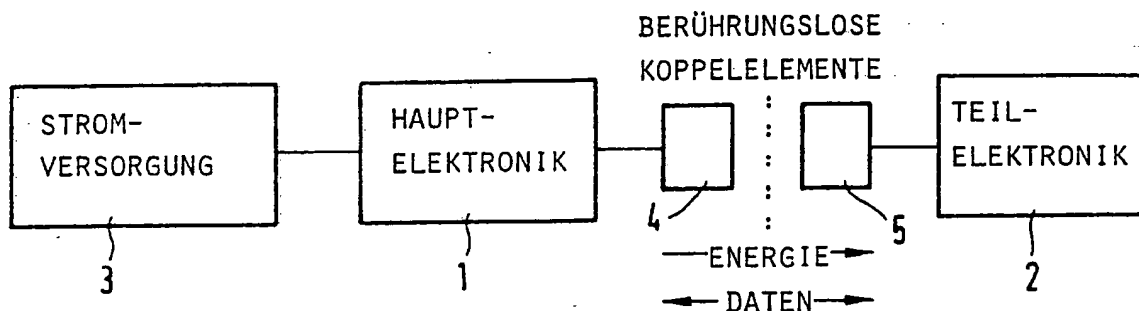 BERÜHRUNGSLOSE
KOPPELELEMENTE
STROM-
VERSORGUNG
HAUPT-
ELEKTRONIK
TEIL-
ELEKTRONIK
3
1
4
5
2
ENERGIE
DATEN